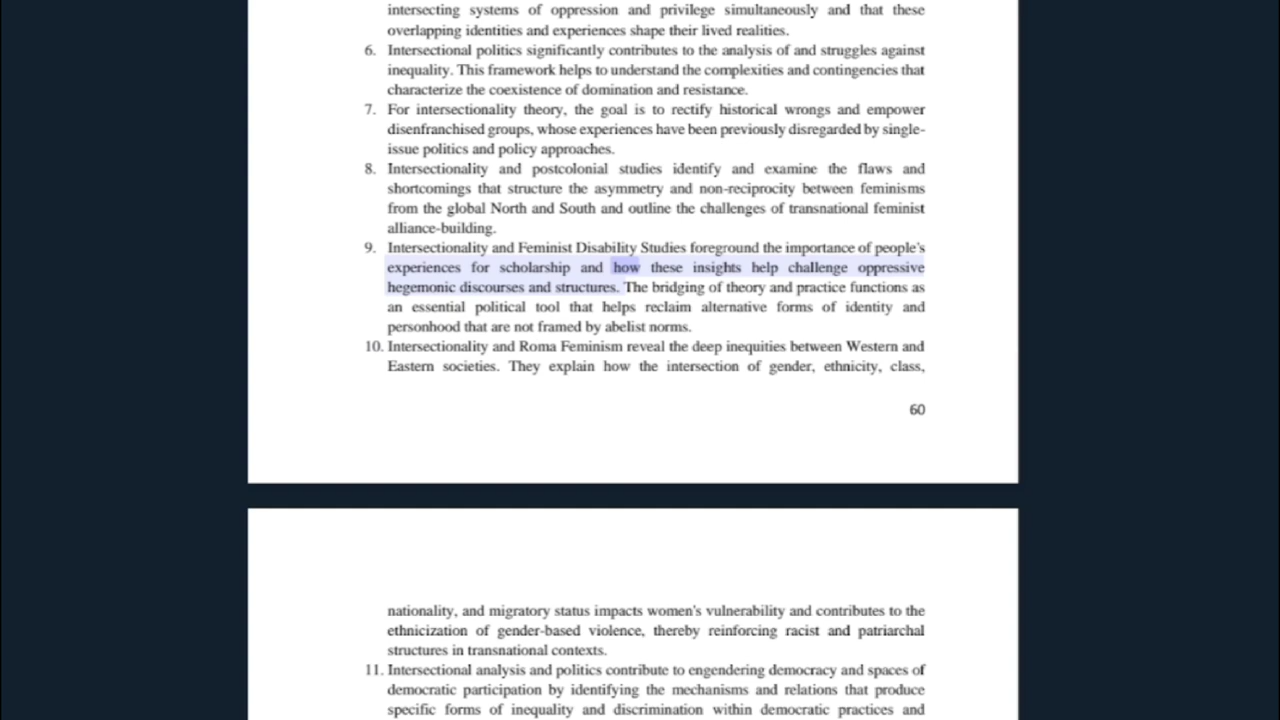 intersecting systems of oppression and privilege simultaneously and that these
overlapping identities and experiences shape their lived realities.
6. Intersectional politics significantly contributes to the analysis of and struggles against
inequality. This framework helps to understand the complexities and contingencies that
characterize the coexistence of domination and resistance.
7. For intersectionality theory, the goal is to rectify historical wrongs and empower
disenfranchised groups, whose experiences have been previously disregarded by single-
issue politics and policy approaches.
8. Intersectionality and postcolonial studies identify and examine the flaws and
shortcomings that structure the asymmetry and non-reciprocity between feminisms
from the global North and South and outline the challenges of transnational feminist
alliance-building.
9. Intersectionality and Feminist Disability Studies foreground the importance of people's
experiences for scholarship and how these insights help challenge oppressive
hegemonic discourses and structures. The bridging of theory and practice functions as
an essential political tool that helps reclaim alternative forms of identity and
personhood that are not framed by abelist norms.
10. Intersectionality and Roma Feminism reveal the deep inequities between Western and
Eastern societies. They explain how the intersection of gender, ethnicity, class,
60
nationality, and migratory status impacts women's vulnerability and contributes to the
ethnicization of gender-based violence, thereby reinforcing racist and patriarchal
structures in transnational contexts.
11. Intersectional analysis and politics contribute to engendering democracy and spaces of
democratic participation by identifying the mechanisms and relations that produce
specific forms of inequality and discrimination within democratic practices and